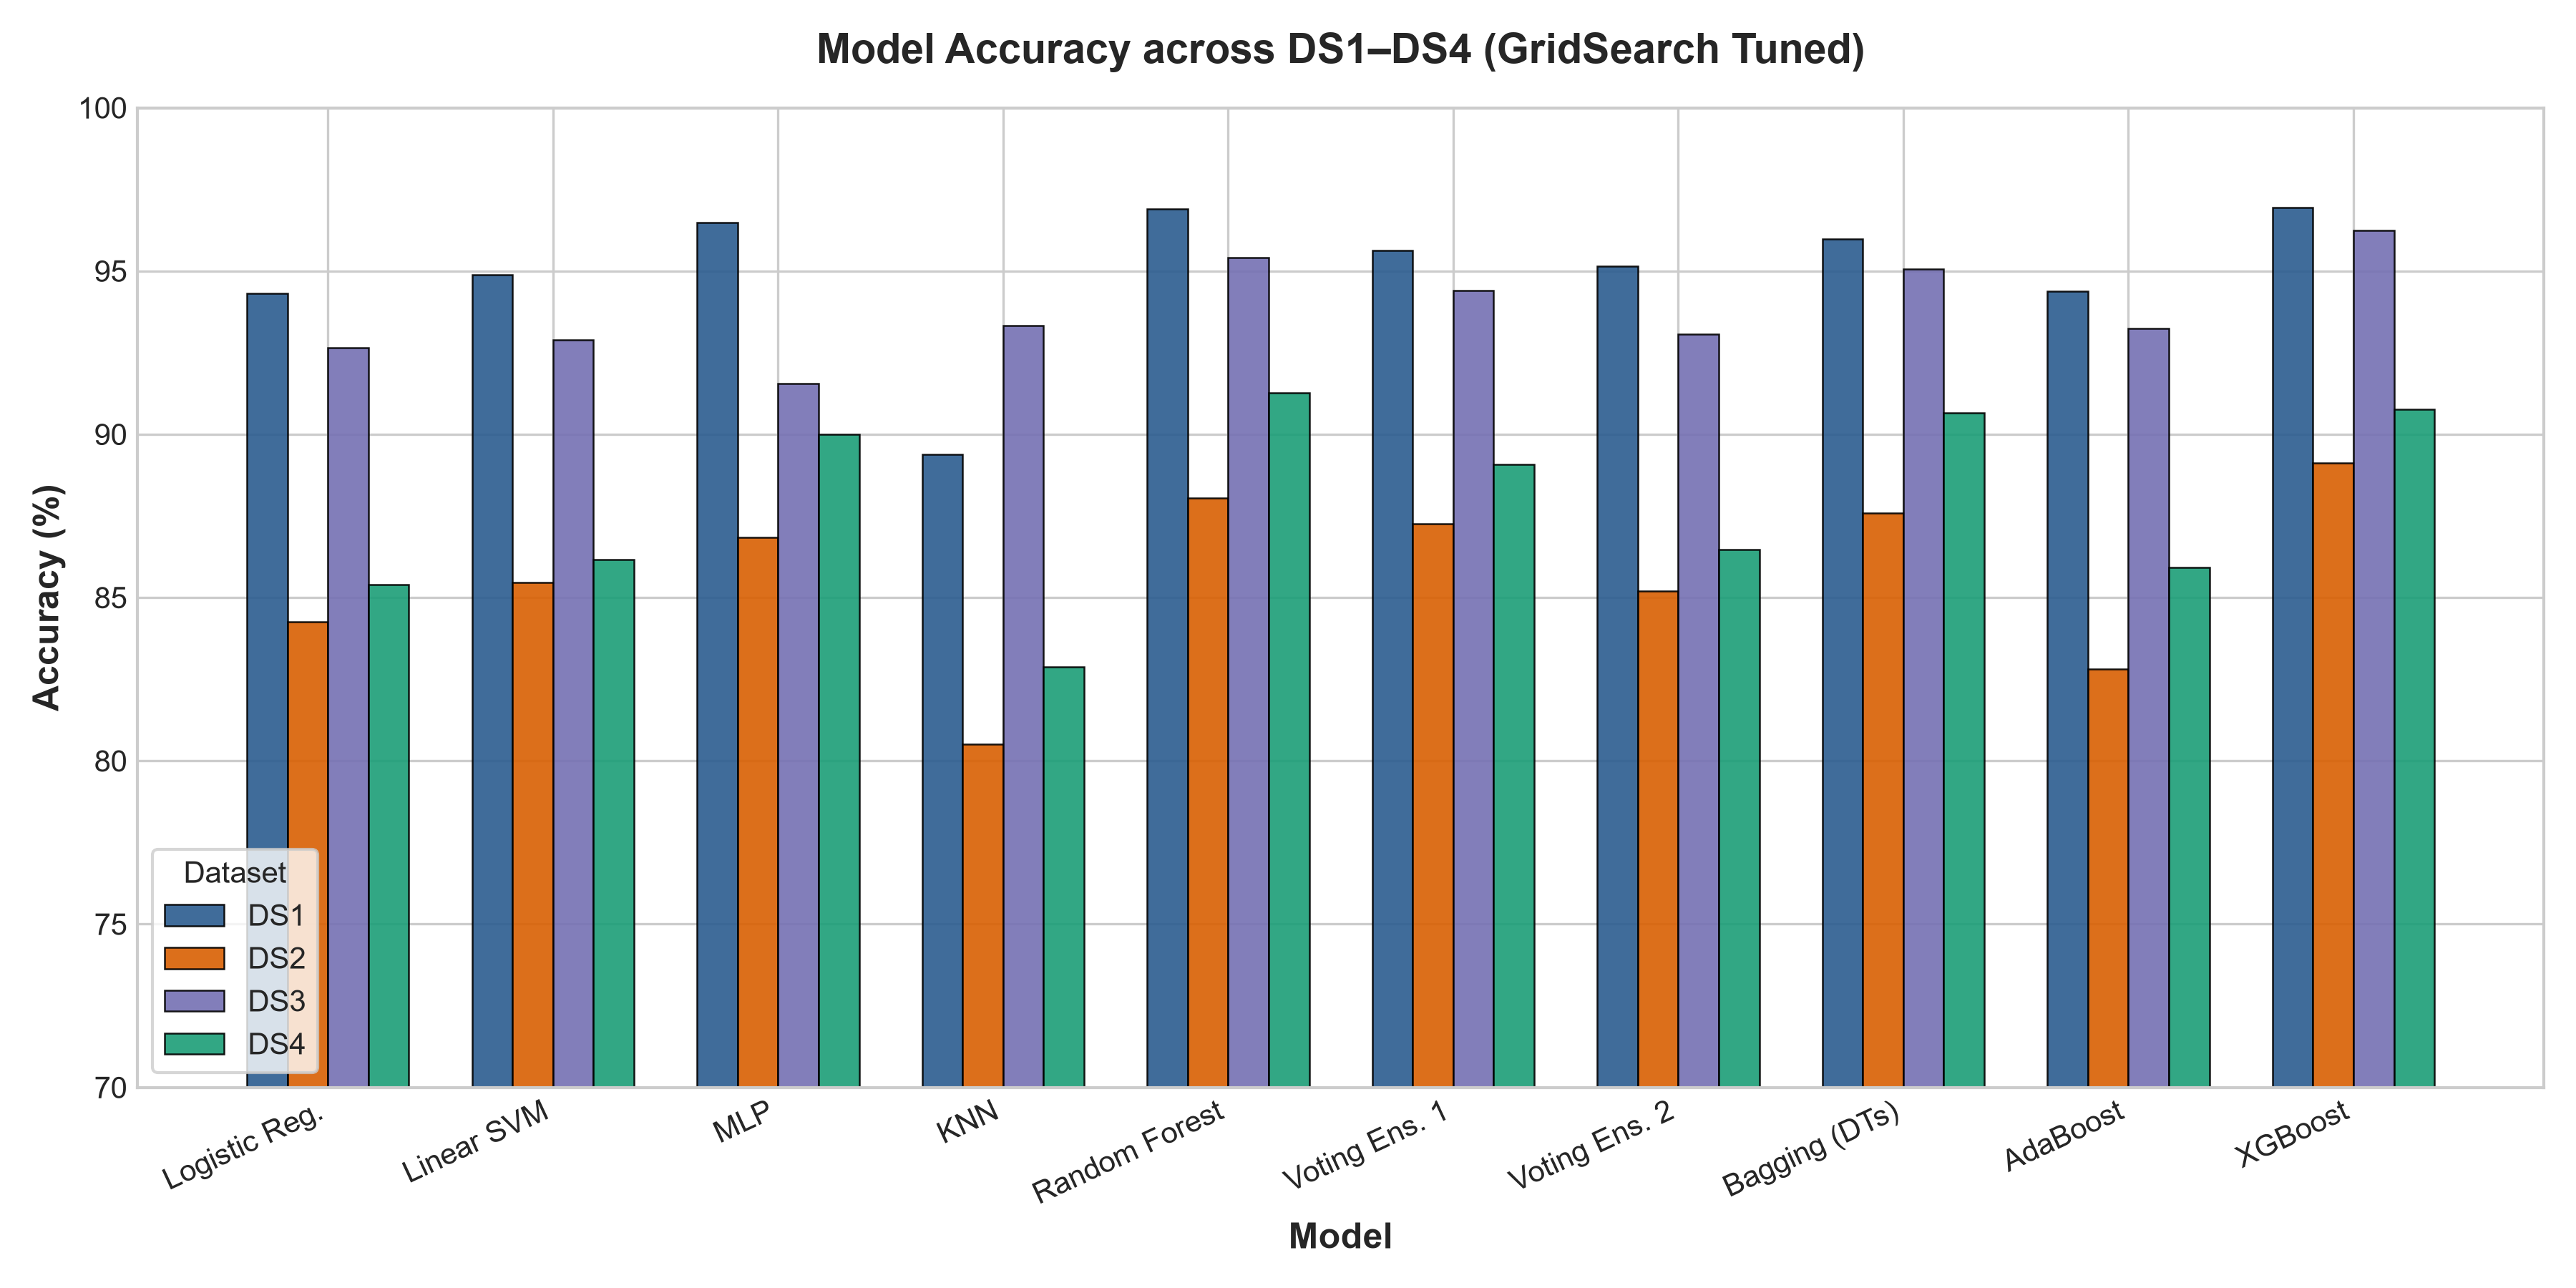 Model Accuracy across DS1–DS4 (GridSearch Tuned)
Accuracy (%)
100
95
90
85
80
75
70
Dataset
DS1
DS2
DS3
DS4
Logistic Reg.
Linear SVM
MLP
KNN
Random Forest
Voting Ens. 1
Voting Ens. 2
Bagging (DTs)
AdaBoost
XGBoost
Model